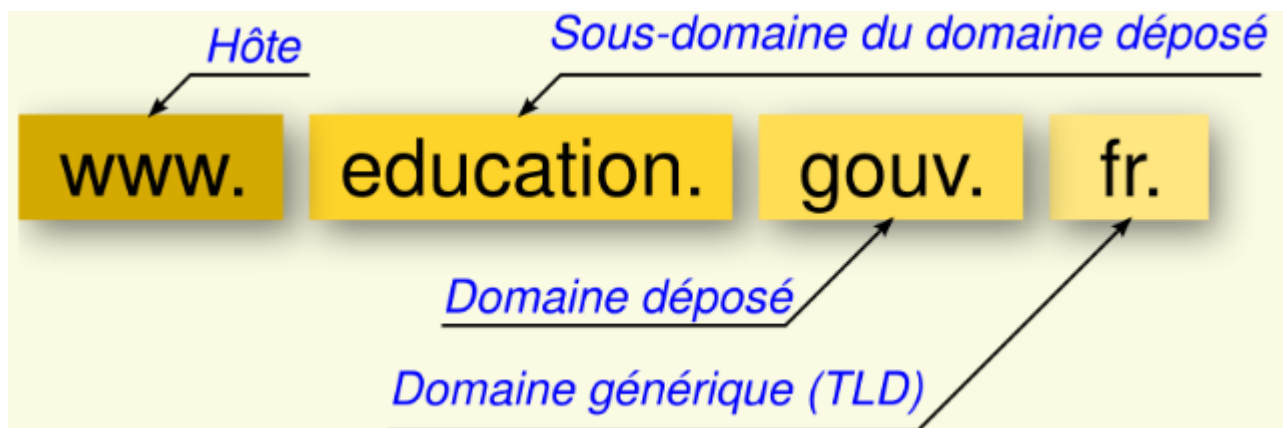 Hôte
Sous-domaine du domaine déposé
www. education. gouv. fr.
Domaine déposé
Domaine générique (TLD)